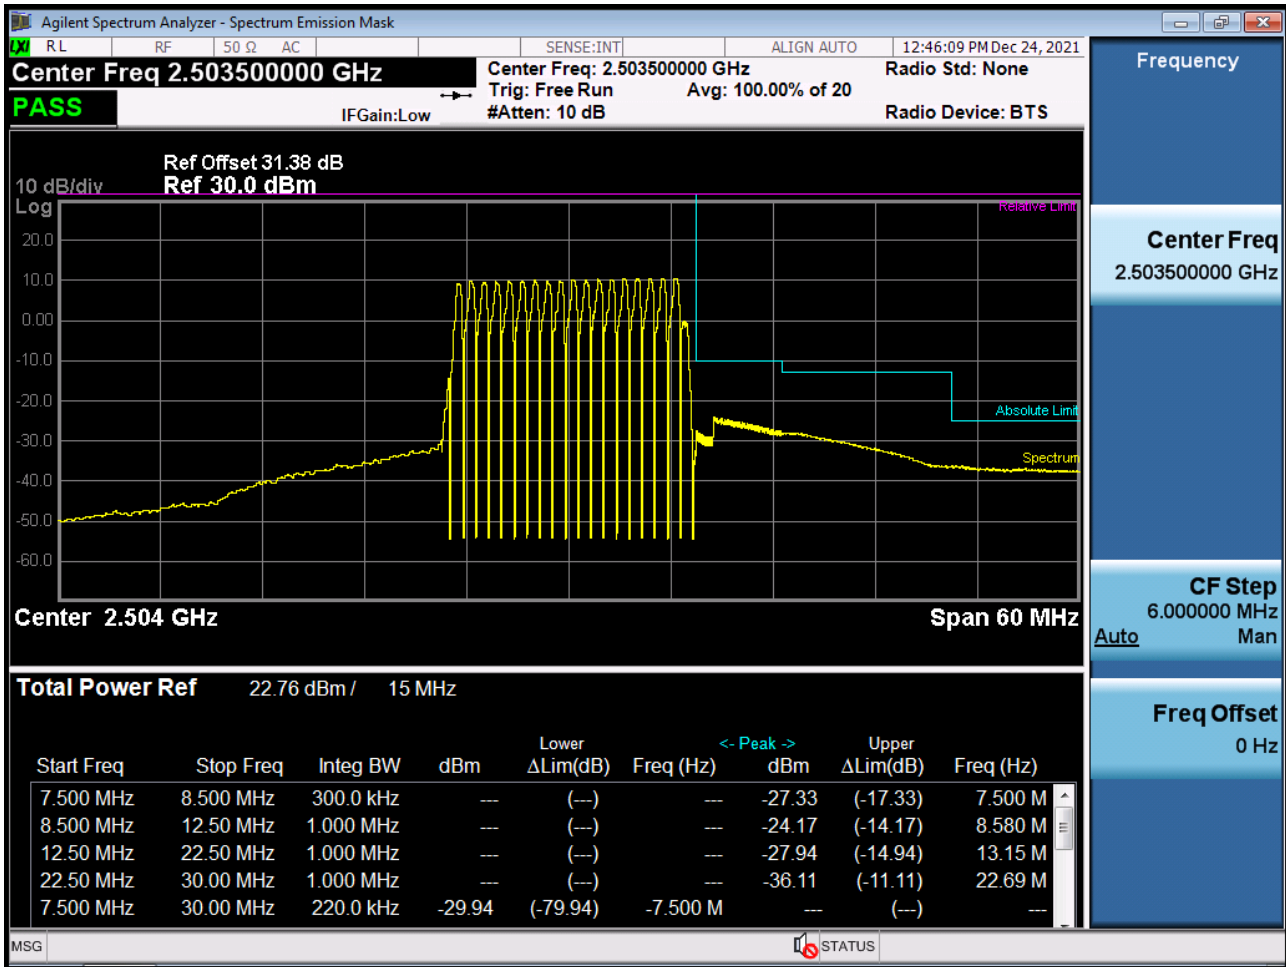 Agilent Spectrum Analyzer - Spectrum Emission Mask
LXI RL RF 50 Ω AC SENSE:INT ALIGN AUTO 12:46:09 PM Dec 24, 2021
Center Freq 2.503500000 GHz
Center Freq: 2.503500000 GHz
Radio Std: None
Trig: Free Run Avg: 100.00% of 20
PASS
IFGain:Low
#Atten: 10 dB
Radio Device: BTS
Ref Offset 31.38 dB
10 dB/div Ref 30.0 dBm
Log
Relative Limit
20.0
10.0
0.00
-10.0
-20.0
Absolute Limit
-30.0
Spectrum
-40.0
-50.0
-60.0
Center 2.504 GHz
Span 60 MHz
Total Power Ref 22.76 dBm / 15 MHz
Lower <- Peak -> Upper
Start Freq Stop Freq Integ BW dBm ΔLim(dB) Freq (Hz) dBm ΔLim(dB) Freq (Hz)
7.500 MHz 8.500 MHz 300.0 kHz --- (---) --- -27.33 (-17.33) 7.500 M
8.500 MHz 12.50 MHz 1.000 MHz --- (---) --- -24.17 (-14.17) 8.580 M
12.50 MHz 22.50 MHz 1.000 MHz --- (---) --- -27.94 (-14.94) 13.15 M
22.50 MHz 30.00 MHz 1.000 MHz --- (---) --- -36.11 (-11.11) 22.69 M
7.500 MHz 30.00 MHz 220.0 kHz -29.94 (-79.94) -7.500 M --- (---) ---
MSG
STATUS
Frequency
Center Freq
2.503500000 GHz
CF Step
6.000000 MHz
Auto Man
Freq Offset
0 Hz